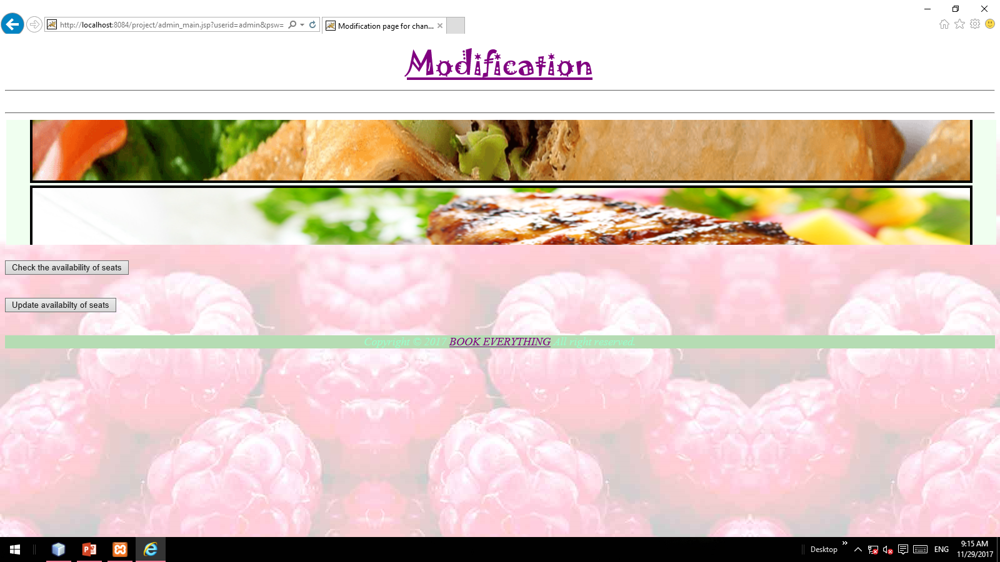 http://localhost:8084/project/admin_main.jsp?userid=admin&psw=
Modification page for chan...
Modification
Check the availability of seats
Update availabilty of seats
Copyright © 2017 BOOK EVERYTHING All right reserved.
Desktop
ENG
9:15 AM
11/29/2017